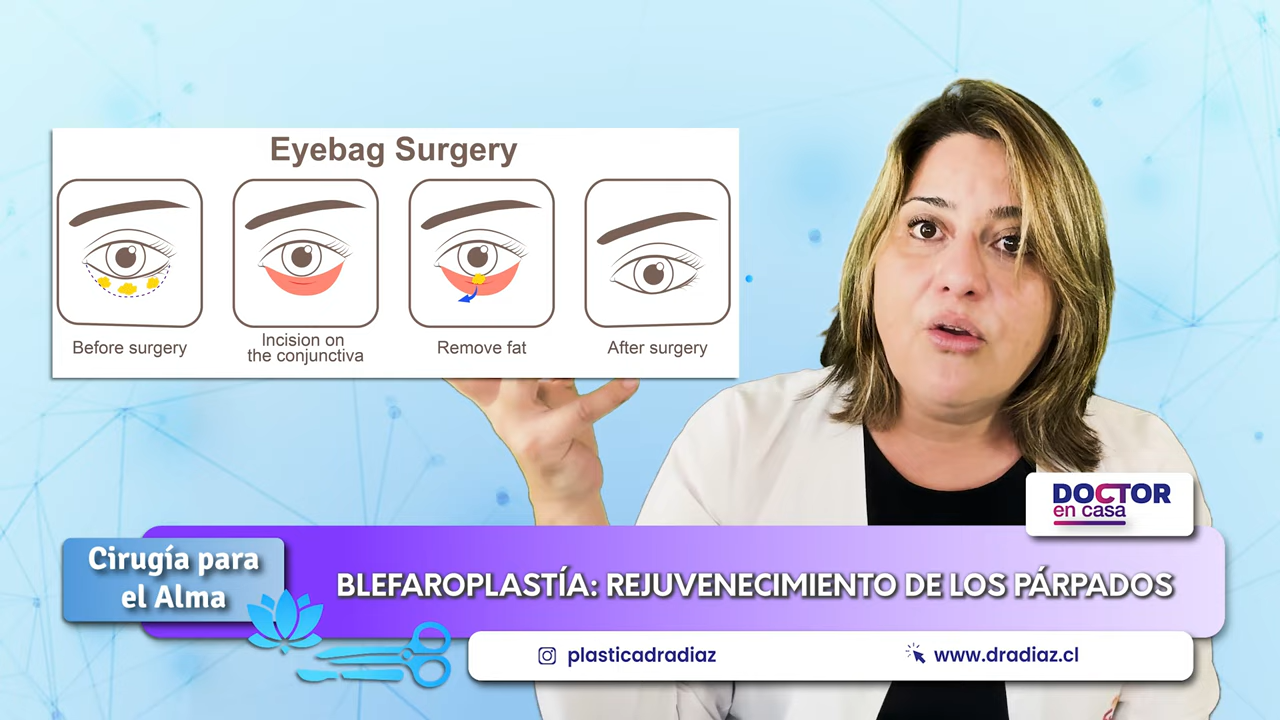 Eyebag Surgery
Before surgery
Incision on
the conjunctiva
Remove fat
After surgery
DOCTOR
en casa
Cirugía para
el Alma
BLEFAROPLASTÍA: REJUVENECIMIENTO DE LOS PÁRPADOS
plasticadradiaz
www.dradiaz.cl